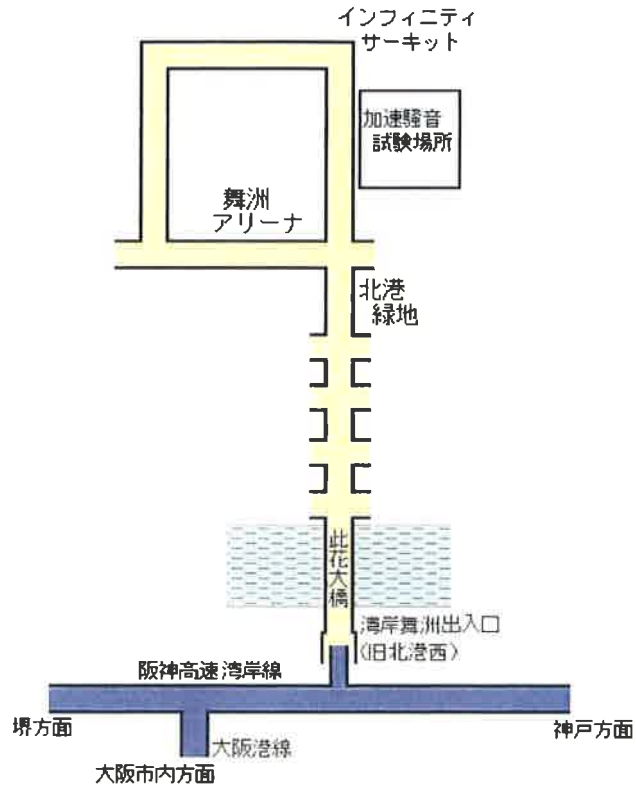 インフィニティ
サーキット
加速騒音
試験場所
舞洲
アリーナ
北港
緑地
此花大橋
湾岸舞洲出入口
(旧北港西)
阪神高速湾岸線
堺方面
神戸方面
大阪港線
大阪市内方面